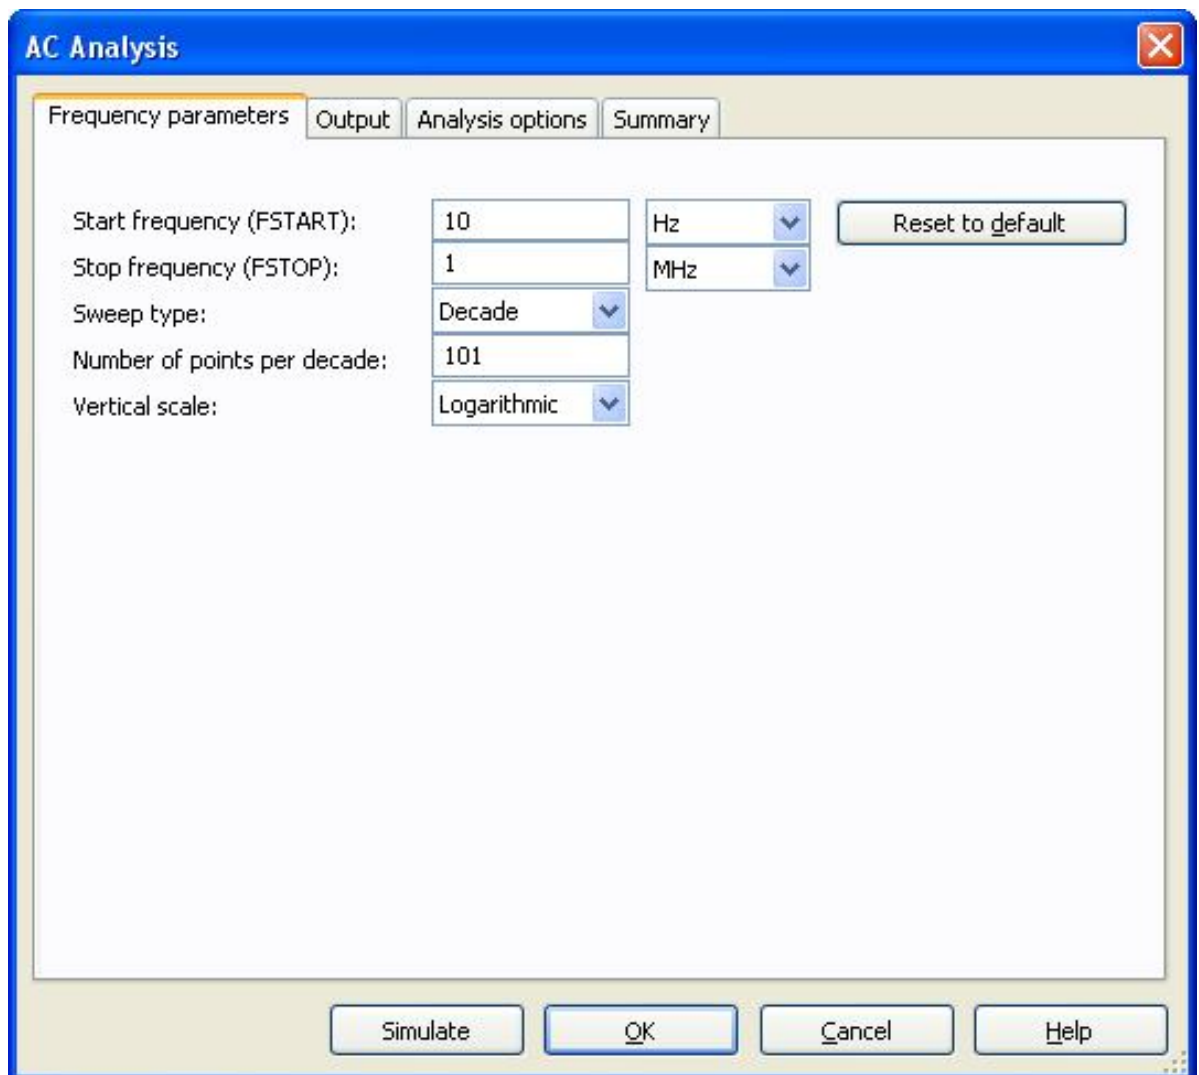 AC Analysis
Frequency parameters Output Analysis options Summary
Start frequency (FSTART): 10 Hz Reset to default
Stop frequency (FSTOP): 1 MHz
Sweep type: Decade
Number of points per decade: 101
Vertical scale: Logarithmic
Simulate OK Cancel Help